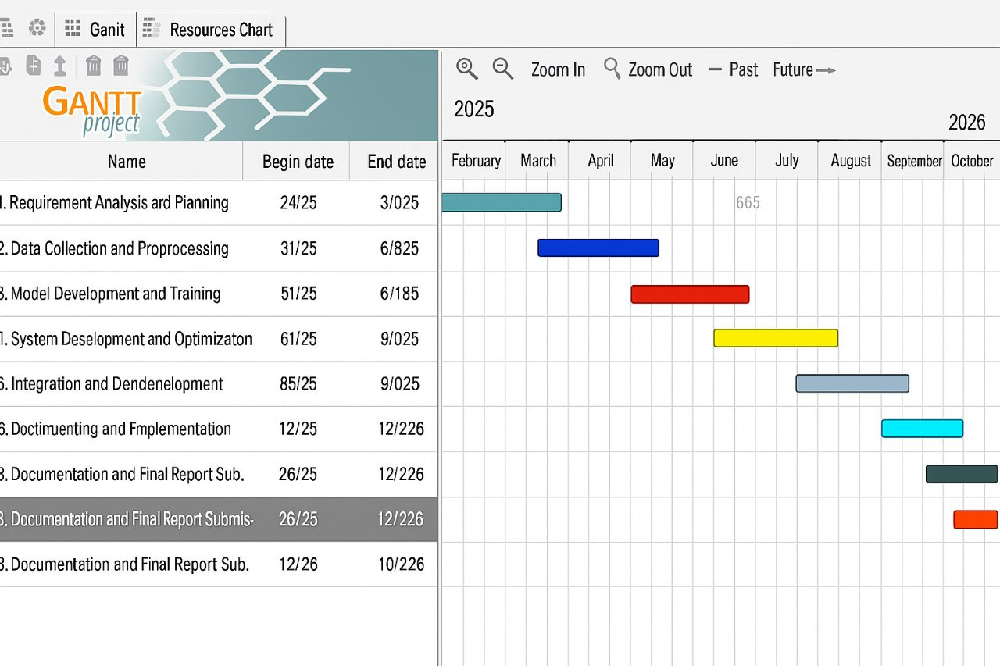 Ganit Resources Chart
GANTT
project
Zoom In Zoom Out Past Future
2025
2026
Name Begin date End date
February March April May June July August September October
1. Requirement Analysis ard Pianning 24/25 3/025
665
2. Data Collection and Proprocessing 31/25 6/825
3. Model Development and Training 51/25 6/185
1. System Deselopment and Optimizaton 61/25 9/025
6. Integration and Dendenelopment 85/25 9/025
6. Doctimuenting and Fmplementation 12/25 12/226
3. Documentation and Final Report Sub. 26/25 12/226
3. Documentation and Final Report Submis- 26/25 12/226
3. Documentation and Final Report Sub. 12/26 10/226